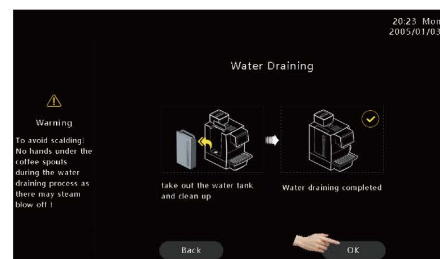 20:23 Mon
2005/01/03
Water Draining
Warning
To avoid scalding!
No hands under the
coffee spouts
during the water
draining process as
there may steam
blow off !
take out the water tank
and clean up
Water draining completed
Back
OK